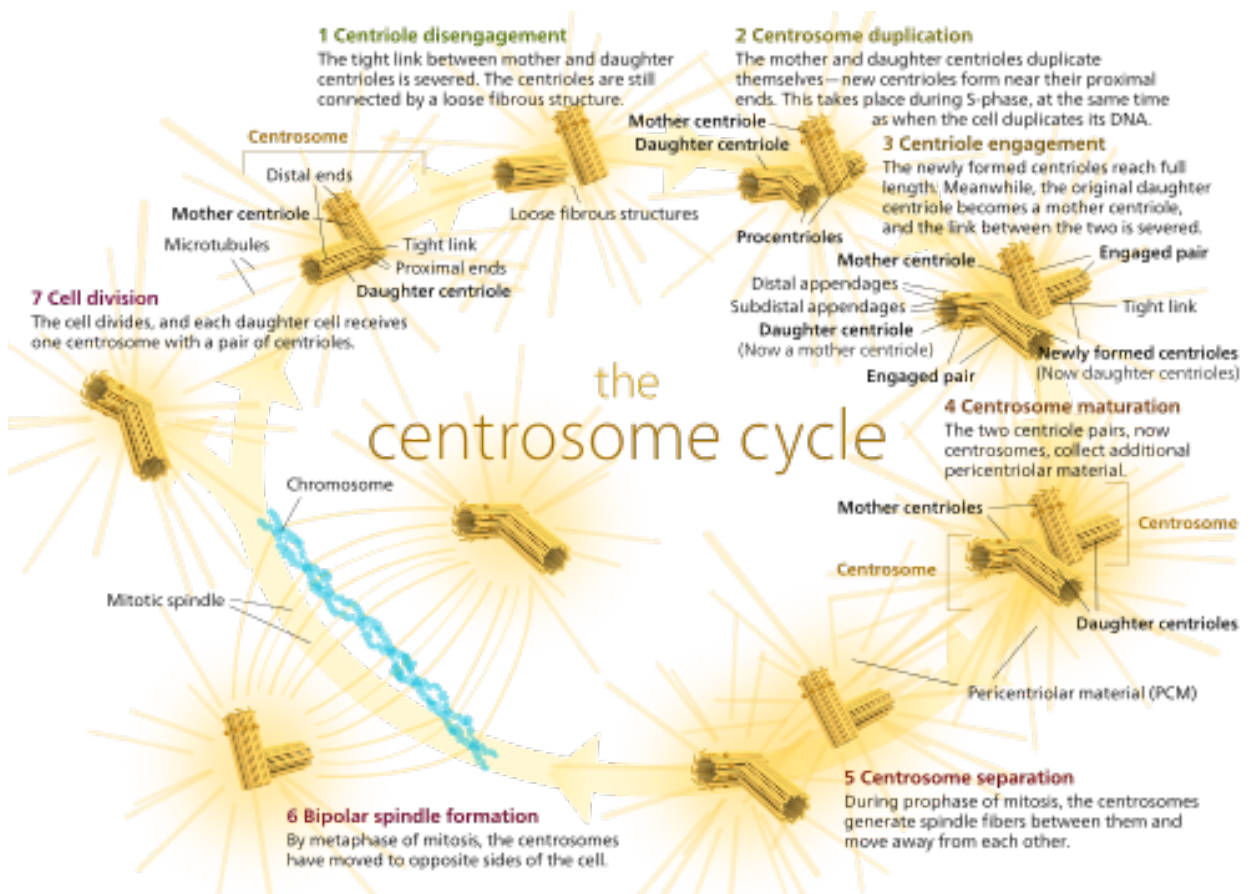 1 Centriole disengagement
The tight link between mother and daughter
centrioles is severed. The centrioles are still
connected by a loose fibrous structure.
2 Centrosome duplication
The mother and daughter centrioles duplicate
themselves—new centrioles form near their proximal
ends. This takes place during S-phase, at the same time
as when the cell duplicates its DNA.
Mother centriole
Daughter centriole
Procentrioles
Centrosome
Distal ends
Mother centriole
Microtubules
Tight link
Proximal ends
Daughter centriole
Loose fibrous structures
3 Centriole engagement
The newly formed centrioles reach full
length. Meanwhile, the original daughter
centriole becomes a mother centriole,
and the link between the two is severed.
Mother centriole
Engaged pair
Distal appendages
Subdistal appendages
Tight link
Daughter centriole
(Now a mother centriole)
Engaged pair
Newly formed centrioles
(Now daughter centrioles)
7 Cell division
The cell divides, and each daughter cell receives
one centrosome with a pair of centrioles.
the
centrosome cycle
4 Centrosome maturation
The two centriole pairs, now
centrosomes, collect additional
pericentriolar material.
Mother centrioles
Centrosome
Centrosome
Daughter centrioles
Pericentriolar material (PCM)
Chromosome
Mitotic spindle
5 Centrosome separation
During prophase of mitosis, the centrosomes
generate spindle fibers between them and
move away from each other.
6 Bipolar spindle formation
By metaphase of mitosis, the centrosomes
have moved to opposite sides of the cell.